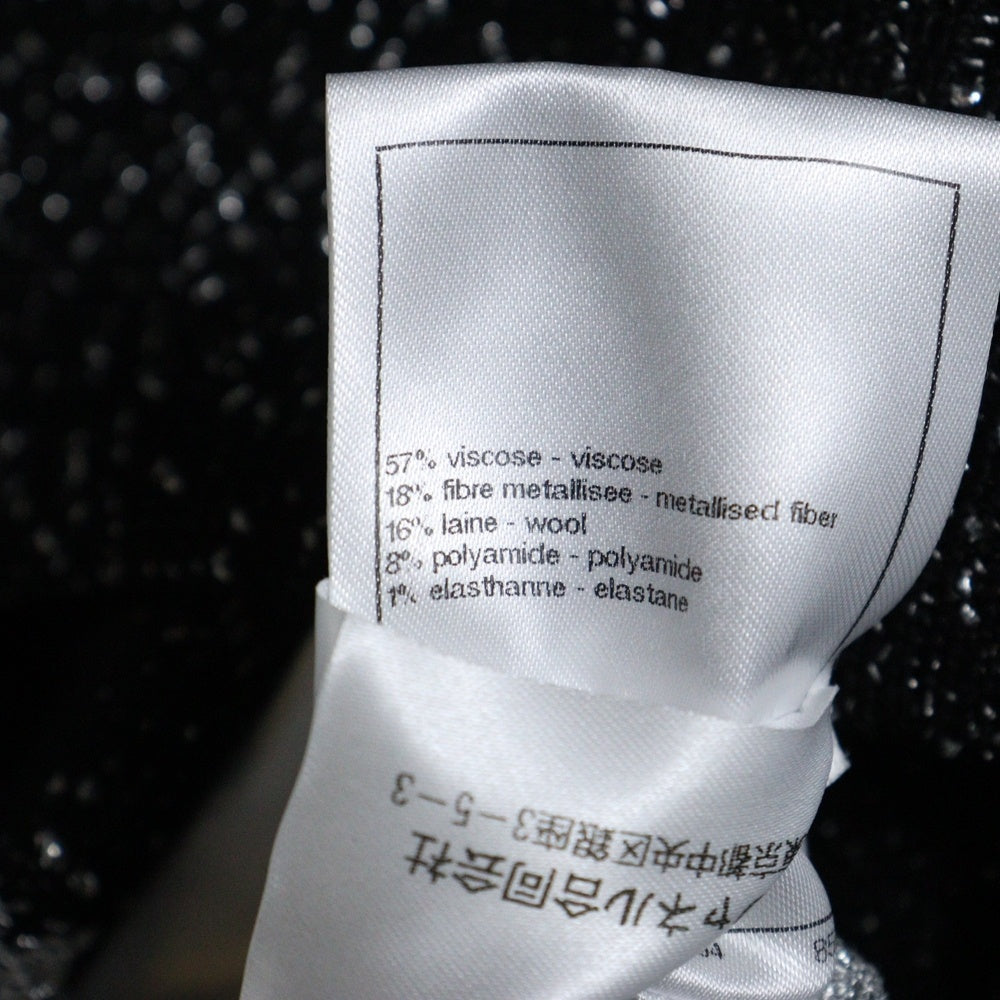 57% viscose - viscose
18% fibre metallisee - metallised fiber
16% laine - wool
8% polyamide - polyamide
1% elasthanne - elastane
ャネル合同会社
東京都中央区銀座3-5-3